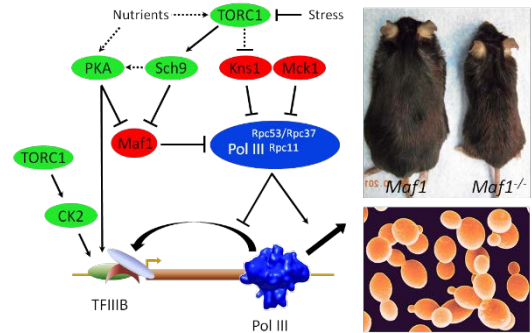 Nutrients
TORC1
Stress
PKA
Sch9
Kns1
Mck1
Maf1
Rpc53/Rpc37
Pol III
Rpc11
TORC1
CK2
TFIIIB
Pol III
Maf1
Maf1-/-